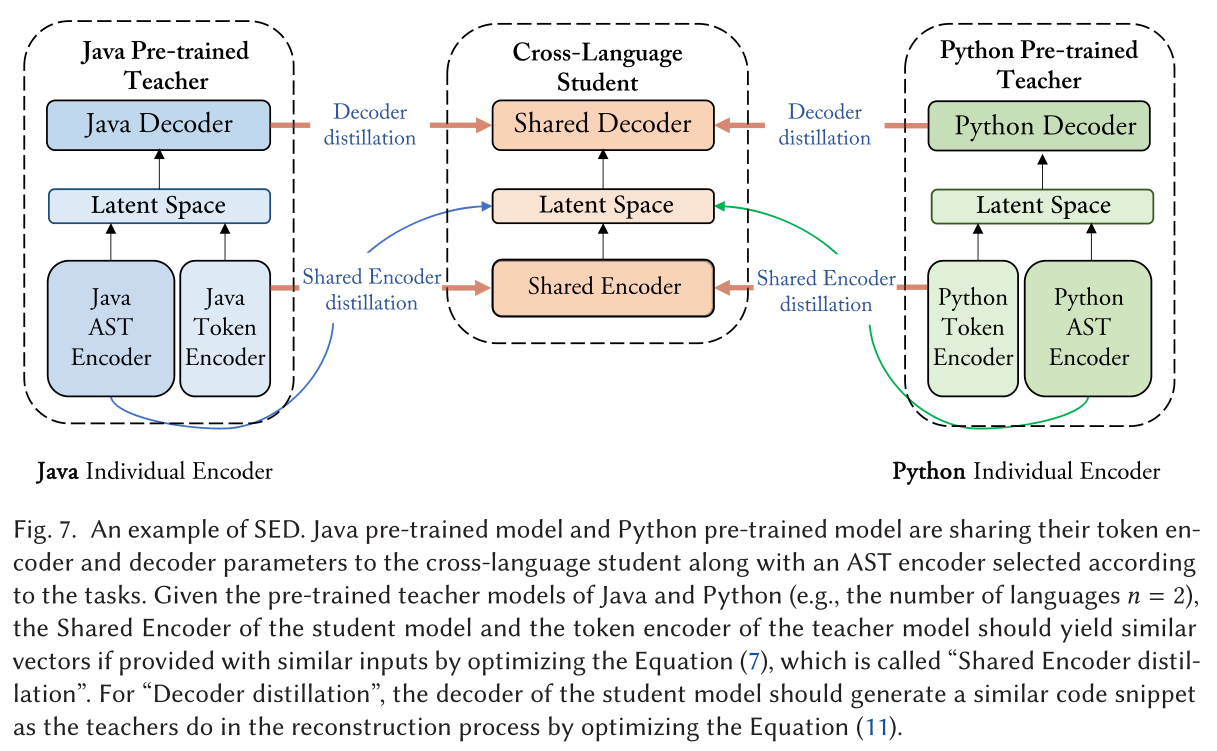 Java Pre-trained
Teacher
Java Decoder
Latent Space
Java
AST
Encoder
Java
Token
Encoder
Java Individual Encoder
Decoder
distillation
Shared Encoder
distillation
Cross-Language
Student
Shared Decoder
Latent Space
Shared Encoder
Decoder
distillation
Shared Encoder
distillation
Python Pre-trained
Teacher
Python Decoder
Latent Space
Python
Token
Encoder
Python
AST
Encoder
Python Individual Encoder
Fig. 7. An example of SED. Java pre-trained model and Python pre-trained model are sharing their token en-
coder and decoder parameters to the cross-language student along with an AST encoder selected according
to the tasks. Given the pre-trained teacher models of Java and Python (e.g., the number of languages n = 2),
the Shared Encoder of the student model and the token encoder of the teacher model should yield similar
vectors if provided with similar inputs by optimizing the Equation (7), which is called “Shared Encoder distil-
lation”. For “Decoder distillation”, the decoder of the student model should generate a similar code snippet
as the teachers do in the reconstruction process by optimizing the Equation (11).